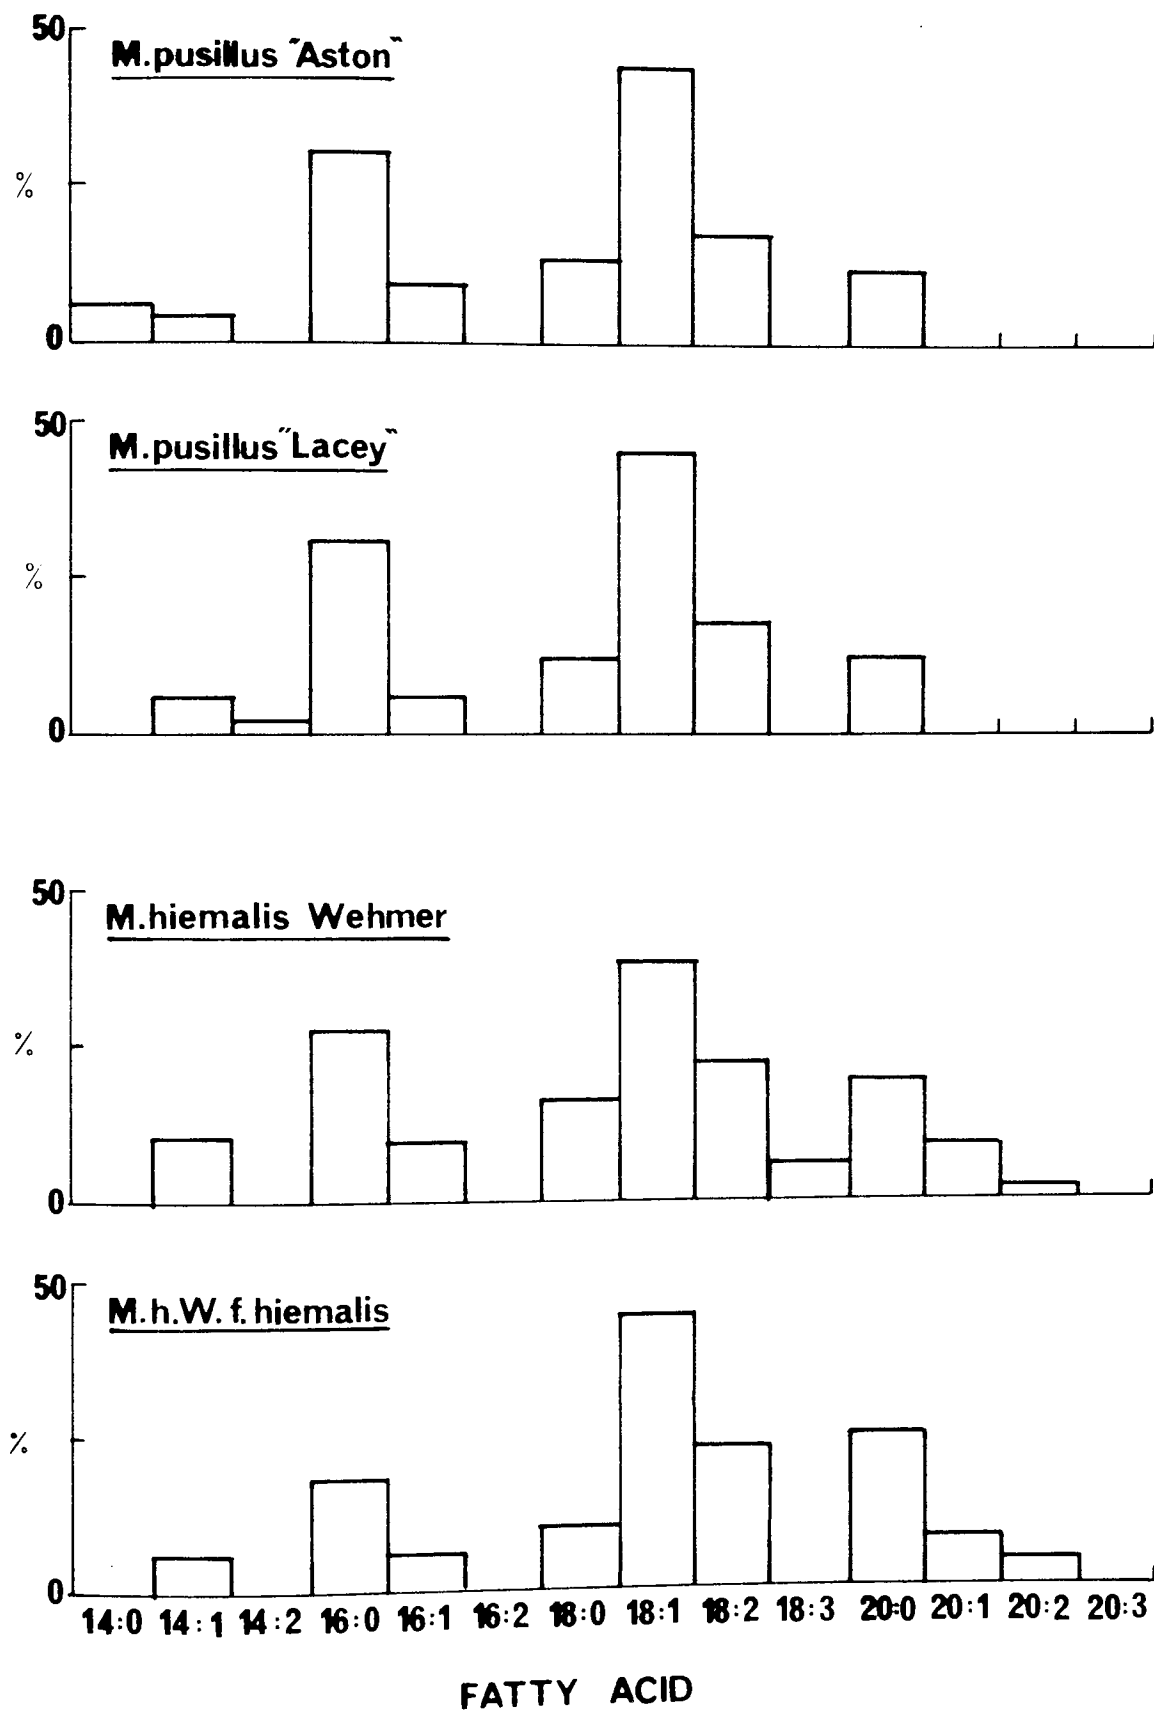 50
M.pusillus "Aston"
%
0
50
M.pusillus "Lacey"
%
0
50
M.hiemalis Wehmer
%
0
50
M.h.W. f. hiemalis
%
0
14:0 14:1 14:2 16:0 16:1 16:2 18:0 18:1 18:2 18:3 20:0 20:1 20:2 20:3
FATTY ACID